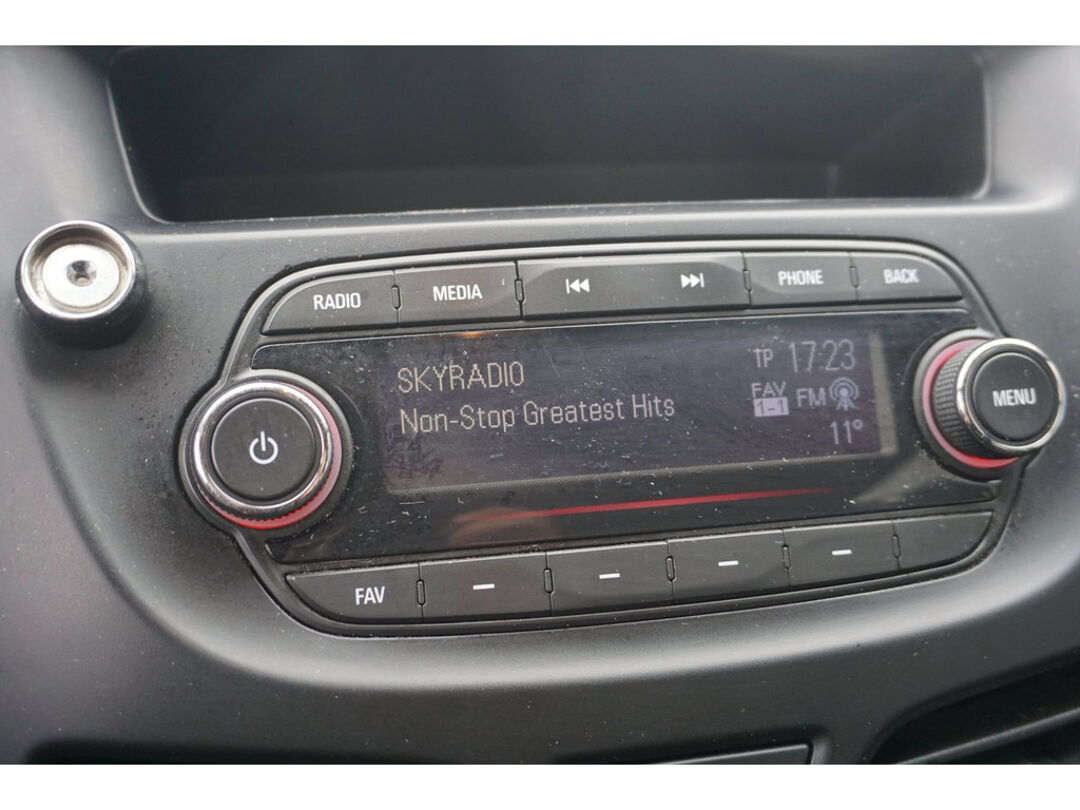 RADIO MEDIA PHONE BACK
SKYRADIO TP 17:23
Non-Stop Greatest Hits FAV 1-1 FM
11°
MENU
FAV